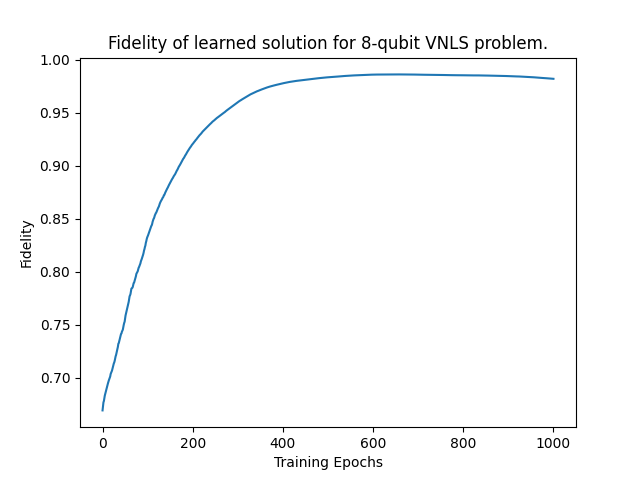 Fidelity of learned solution for 8-qubit VNLS problem.
1.00
0.95
0.90
0.85
0.80
0.75
0.70
Fidelity
0 200 400 600 800 1000
Training Epochs